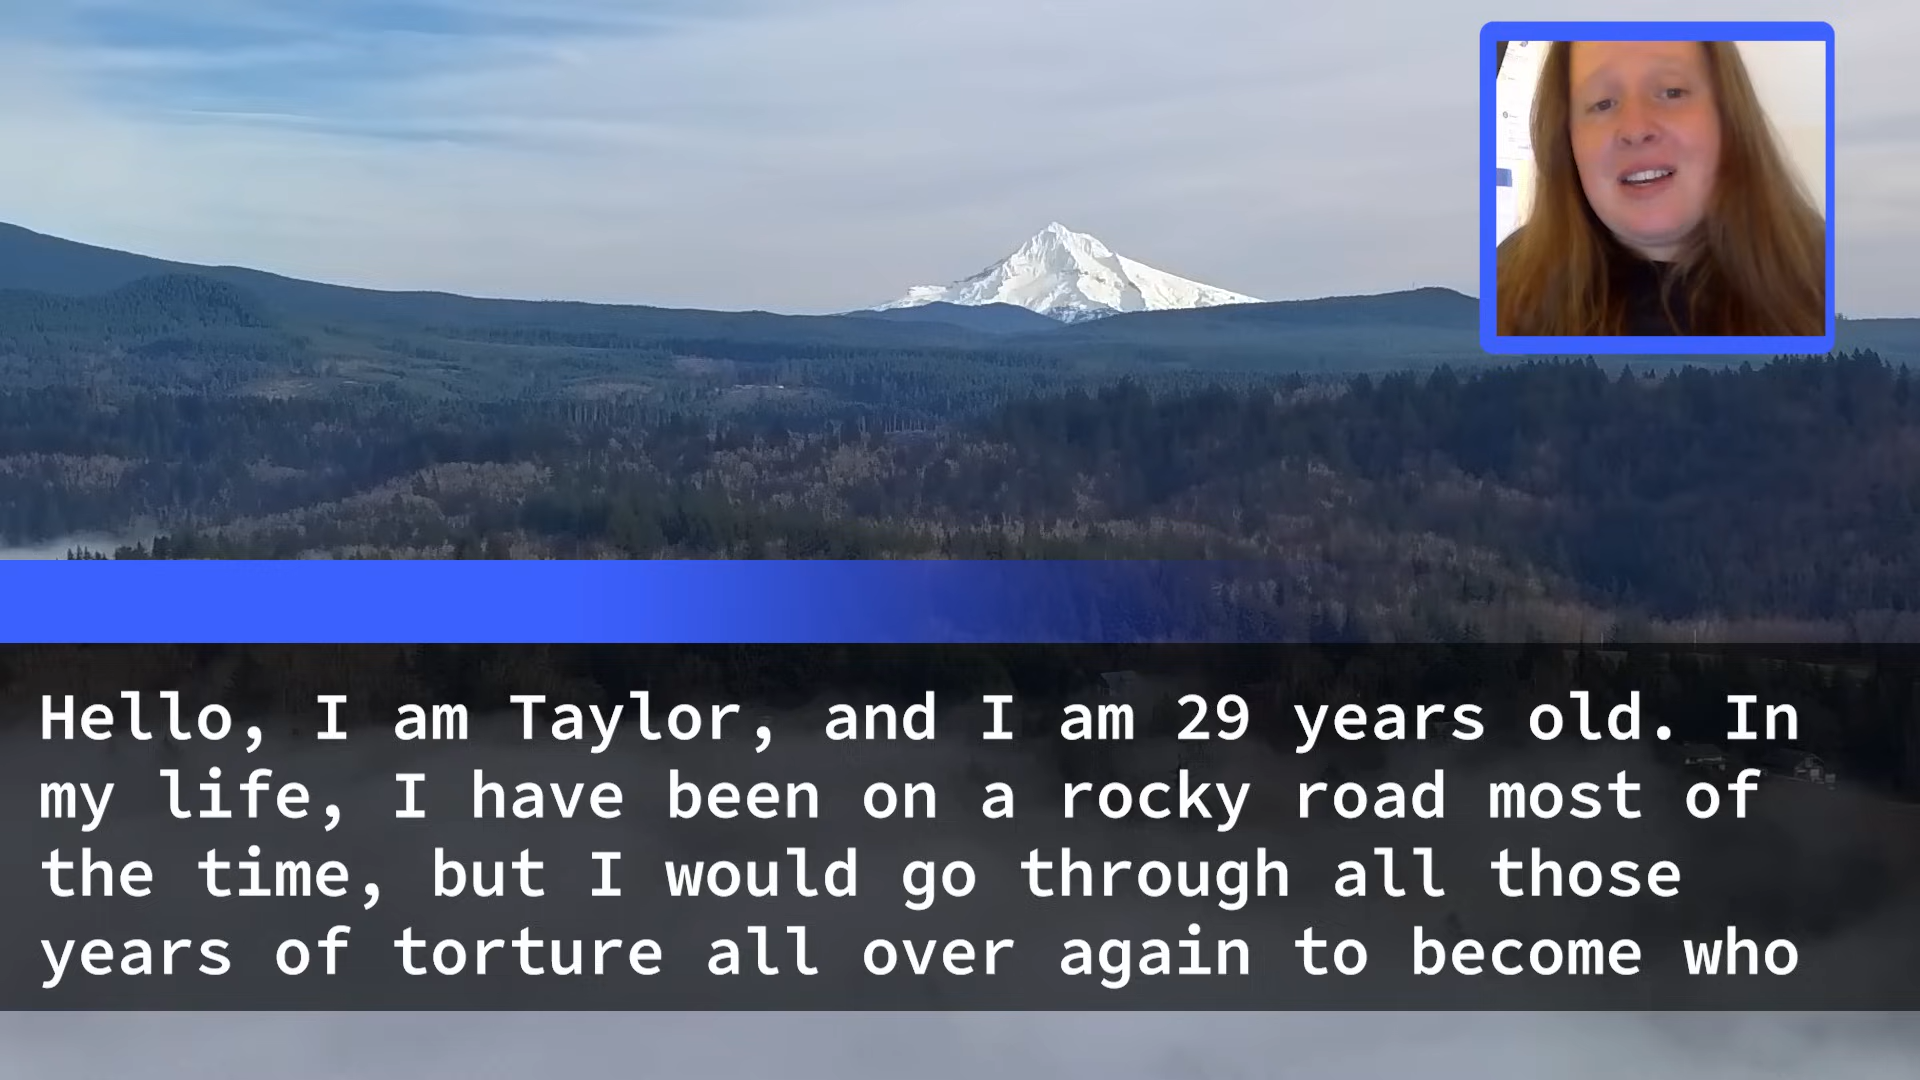 Hello, I am Taylor, and I am 29 years old. In
my life, I have been on a rocky road most of
the time, but I would go through all those
years of torture all over again to become who